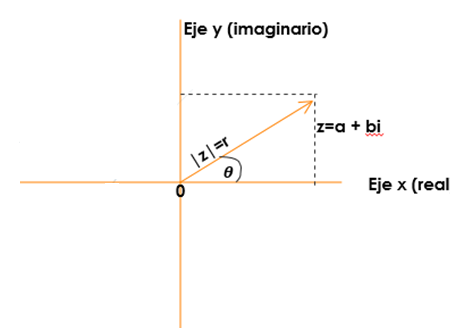 Eje y (imaginario)
z=a + bi
|z|=r
θ
Eje x (real
0